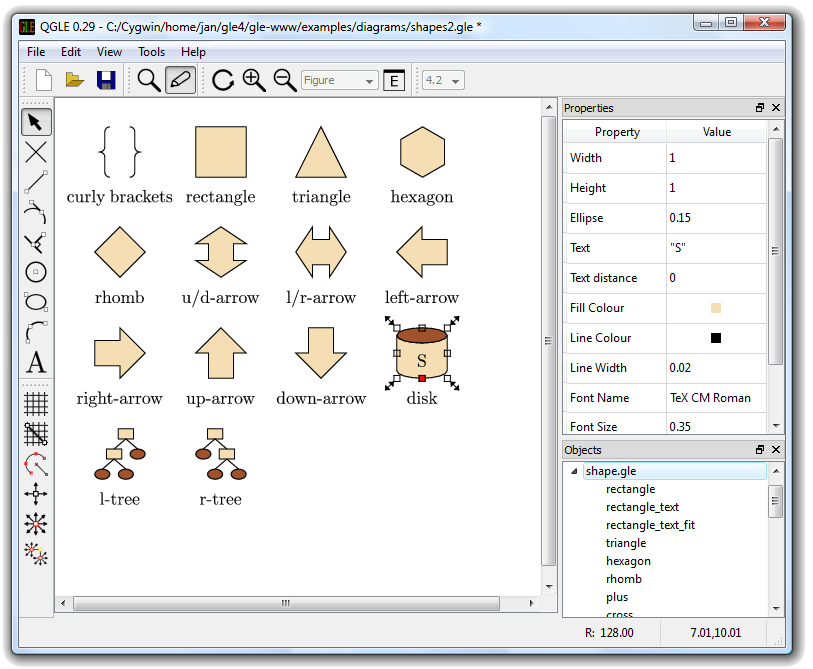 QGLE 0.29 - C:/Cygwin/home/jan/gle4/gle-www/examples/diagrams/shapes2.gle *
File Edit View Tools Help
Figure E 4.2
A
curly brackets rectangle triangle hexagon
rhomb u/d-arrow l/r-arrow left-arrow
S
right-arrow up-arrow down-arrow disk
l-tree r-tree
Properties
Property Value
Width 1
Height 1
Ellipse 0.15
Text "S"
Text distance 0
Fill Colour
Line Colour
Line Width 0.02
Font Name TeX CM Roman
Font Size 0.35
Objects
shape.gle
rectangle
rectangle_text
rectangle_text_fit
triangle
hexagon
rhomb
plus
cross
R: 128.00 7.01,10.01